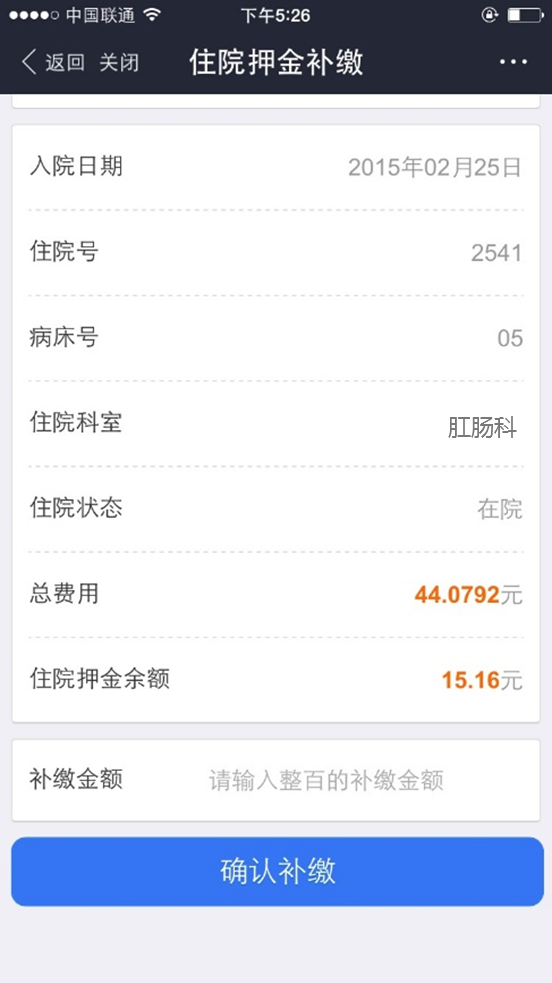 中国联通 下午5:26
返回 关闭 住院押金补缴
入院日期 2015年02月25日
住院号 2541
病床号 05
住院科室 肛肠科
住院状态 在院
总费用 44.0792元
住院押金余额 15.16元
补缴金额 请输入整百的补缴金额
确认补缴